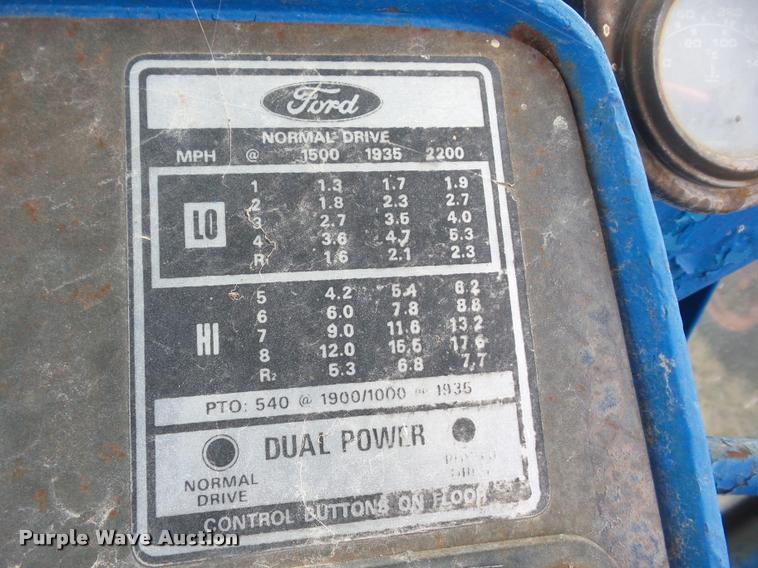 Ford
NORMAL DRIVE
MPH @ 1500 1935 2200
LO
1 1.3 1.7 1.9
2 1.8 2.3 2.7
3 2.7 3.5 4.0
4 3.6 4.7 5.3
R 1.6 2.1 2.3
HI
5 4.2 5.4 6.2
6 6.0 7.8 8.8
7 9.0 11.6 13.2
8 12.0 15.5 17.6
R2 5.3 6.8 7.7
PTO: 540 @ 1900/1000 @ 1935
DUAL POWER
NORMAL
DRIVE
CONTROL BUTTONS ON FLOOR
60
80 100
Purple Wave Auction